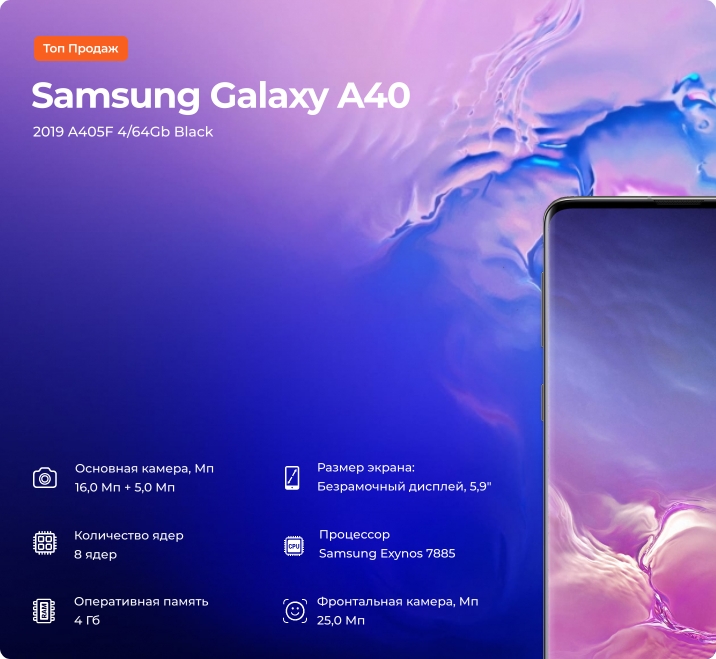 Топ Продаж
Samsung Galaxy A40
2019 A405F 4/64Gb Black
Основная камера, Мп
16,0 Мп + 5,0 Мп
Размер экрана:
Безрамочный дисплей, 5,9"
Количество ядер
8 ядер
Процессор
Samsung Exynos 7885
CPU
Оперативная память
4 Гб
Фронтальная камера, Мп
25,0 Мп